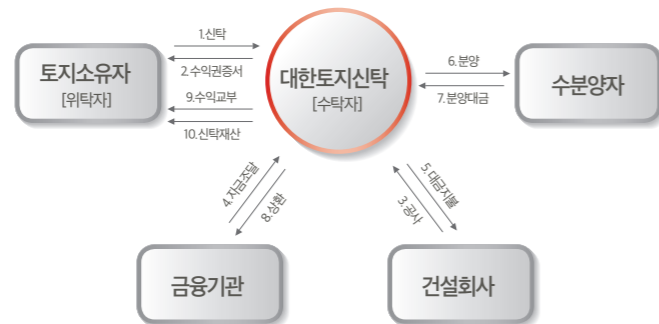 1.신탁
2.수익권증서
토지소유자
[위탁자]
9.수익교부
10.신탁재산
대한토지신탁
[수탁자]
6.분양
7.분양대금
수분양자
4.자금조달
8.상환
5.대금지불
3.공사
금융기관
건설회사